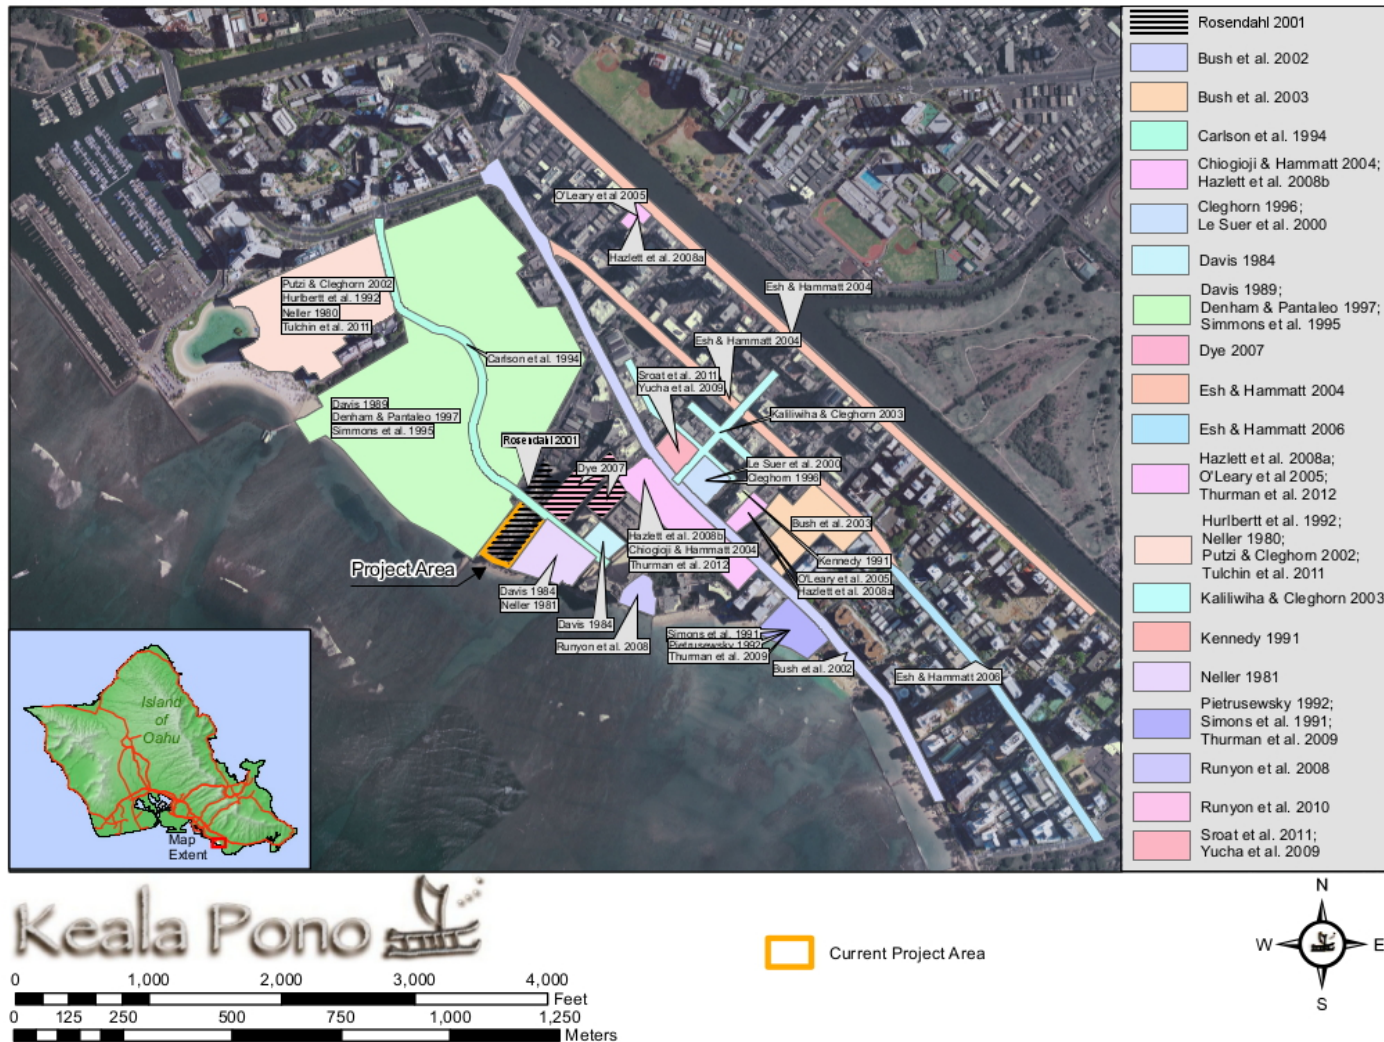 Rosendahl 2001
Bush et al. 2002
Bush et al. 2003
Carlson et al. 1994
Chiogioji & Hammatt 2004;
Hazlett et al. 2008b
Cleghorn 1996;
Le Suer et al. 2000
Davis 1984
Davis 1989;
Denham & Pantaleo 1997;
Simmons et al. 1995
Dye 2007
Esh & Hammatt 2004
Esh & Hammatt 2006
Hazlett et al. 2008a;
O'Leary et al 2005;
Thurman et al. 2012
Hurlbertt et al. 1992;
Neller 1980;
Putzi & Cleghorn 2002;
Tulchin et al. 2011
Kaliliwiha & Cleghorn 2003
Kennedy 1991
Neller 1981
Pietrusewsky 1992;
Simons et al. 1991;
Thurman et al. 2009
Runyon et al. 2008
Runyon et al. 2010
Sroat et al. 2011;
Yucha et al. 2009
O'Leary et al 2005
Hazlett et al. 2008a
Putzi & Cleghorn 2002
Hurlbertt et al. 1992
Neller 1980
Tulchin et al. 2011
Esh & Hammatt 2004
Esh & Hammatt 2004
Carlson et al. 1994
Sroat et al. 2011
Yucha et al. 2009
Davis 1989
Denham & Pantaleo 1997
Simmons et al. 1995
Kaliliwiha & Cleghorn 2003
Rosendahl 2001
Dye 2007
Le Suer et al. 2000
Cleghorn 1996
Bush et al. 2003
Hazlett et al. 2008b
Chiogioji & Hammatt 2004
Thurman et al. 2012
Kennedy 1991
O'Leary et al. 2005
Hazlett et al. 2008a
Project Area
Davis 1984
Neller 1981
Davis 1984
Runyon et al. 2008
Simons et al. 1991
Pietrusewsky 1992
Thurman et al. 2009
Bush et al. 2002
Esh & Hammatt 2006
Island
of
Oahu
Map
Extent
Keala Pono
0 1,000 2,000 3,000 4,000
Feet
0 125 250 500 750 1,000 1,250
Meters
Current Project Area
N
W E
S